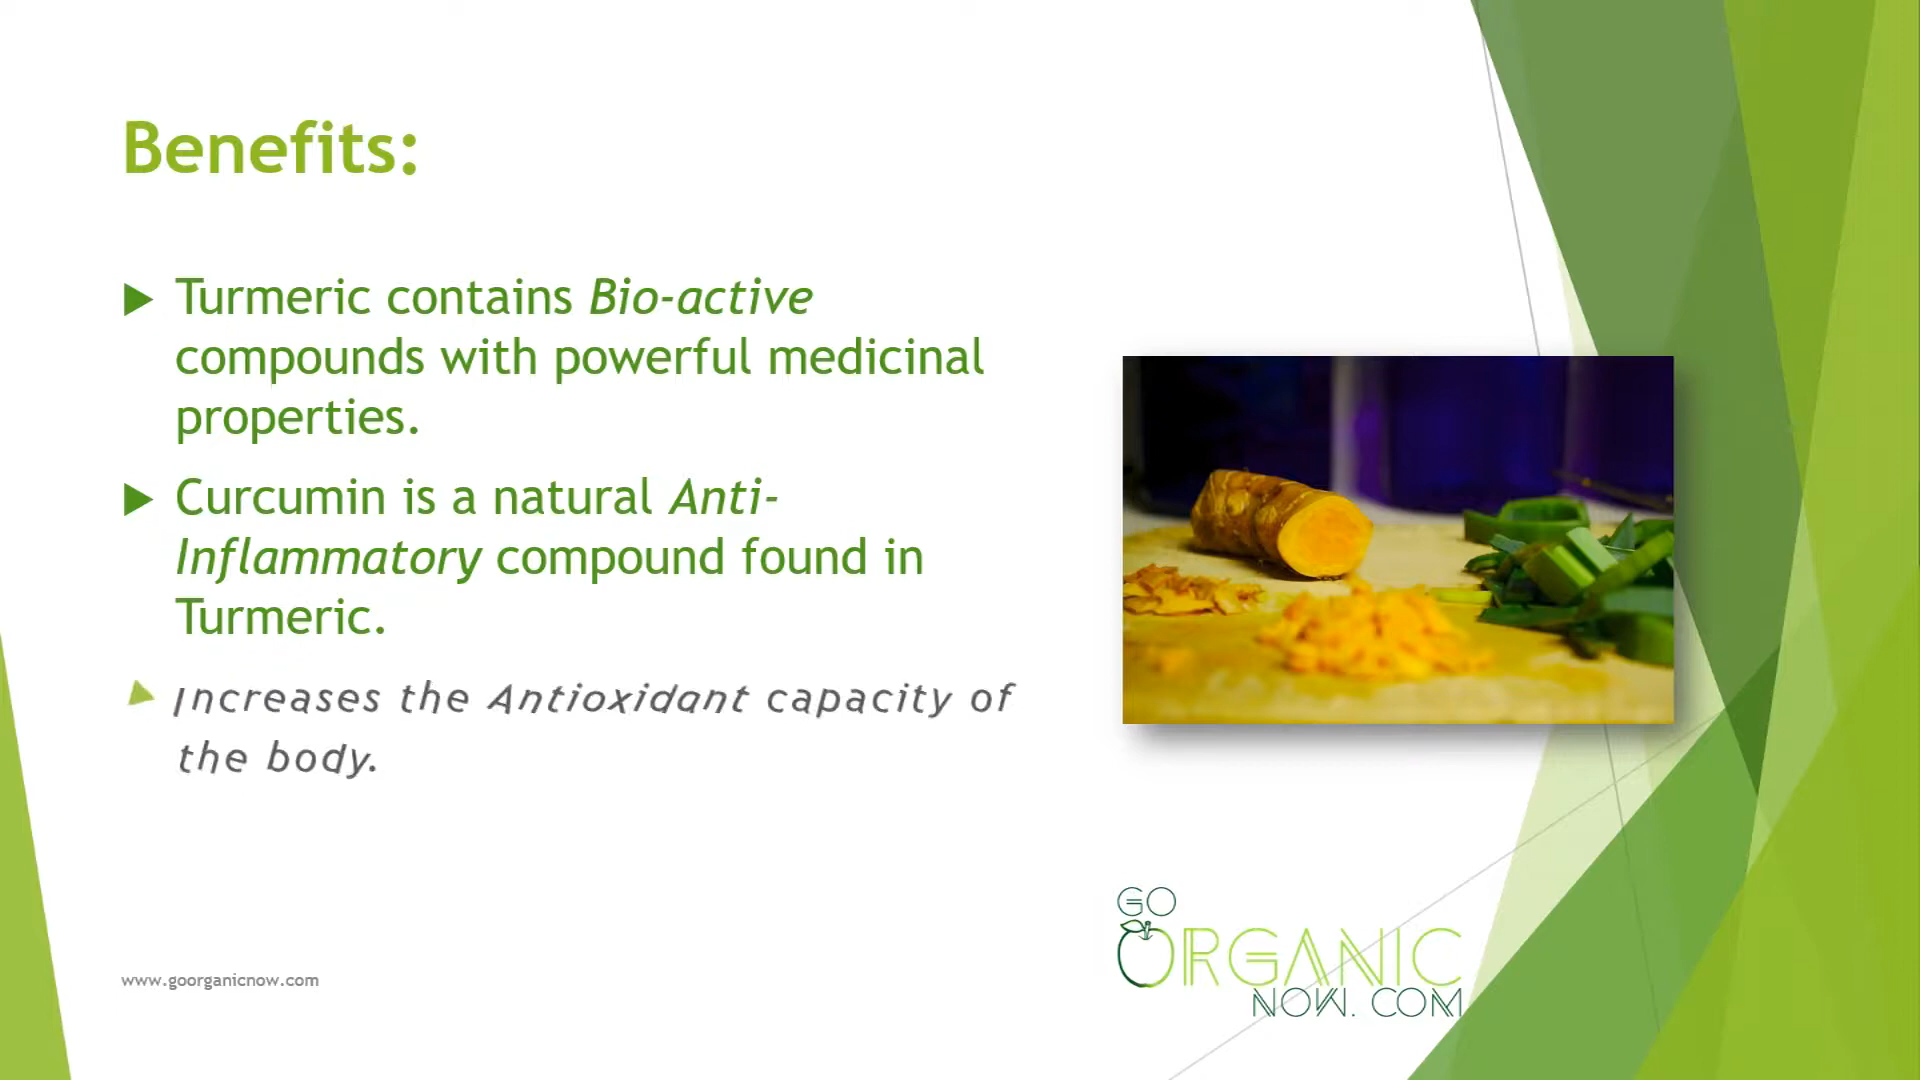 Benefits:
Turmeric contains Bio-active
compounds with powerful medicinal
properties.
Curcumin is a natural Anti-
Inflammatory compound found in
Turmeric.
Increases the Antioxidant capacity of
the body.
GO
ORGANIC
NOW. COM
www.goorganicnow.com